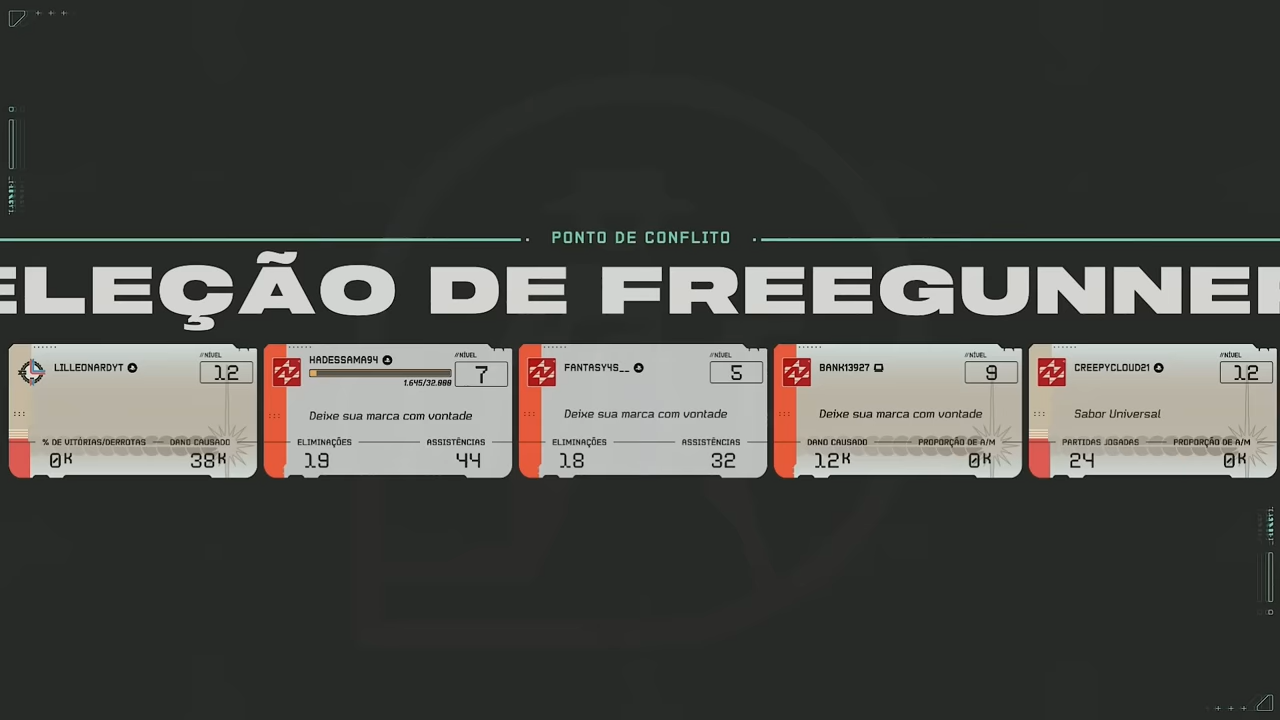 PONTO DE CONFLITO
ELEÇÃO DE FREEGUNNER
LILLEONARDYT
//NÍVEL
12
% DE VITÓRIAS/DERROTAS DANO CAUSADO
0K 38K
HADESSAMA94
//NÍVEL
7
1.645/32.000
Deixe sua marca com vontade
ELIMINAÇÕES ASSISTÊNCIAS
19 44
FANTASY4S__
//NÍVEL
5
Deixe sua marca com vontade
ELIMINAÇÕES ASSISTÊNCIAS
18 32
BANK13927
//NÍVEL
9
Deixe sua marca com vontade
DANO CAUSADO PROPORÇÃO DE A/M
12K 0K
CREEPYCLOUD21
//NÍVEL
12
Sabor Universal
PARTIDAS JOGADAS PROPORÇÃO DE A/M
24 0K